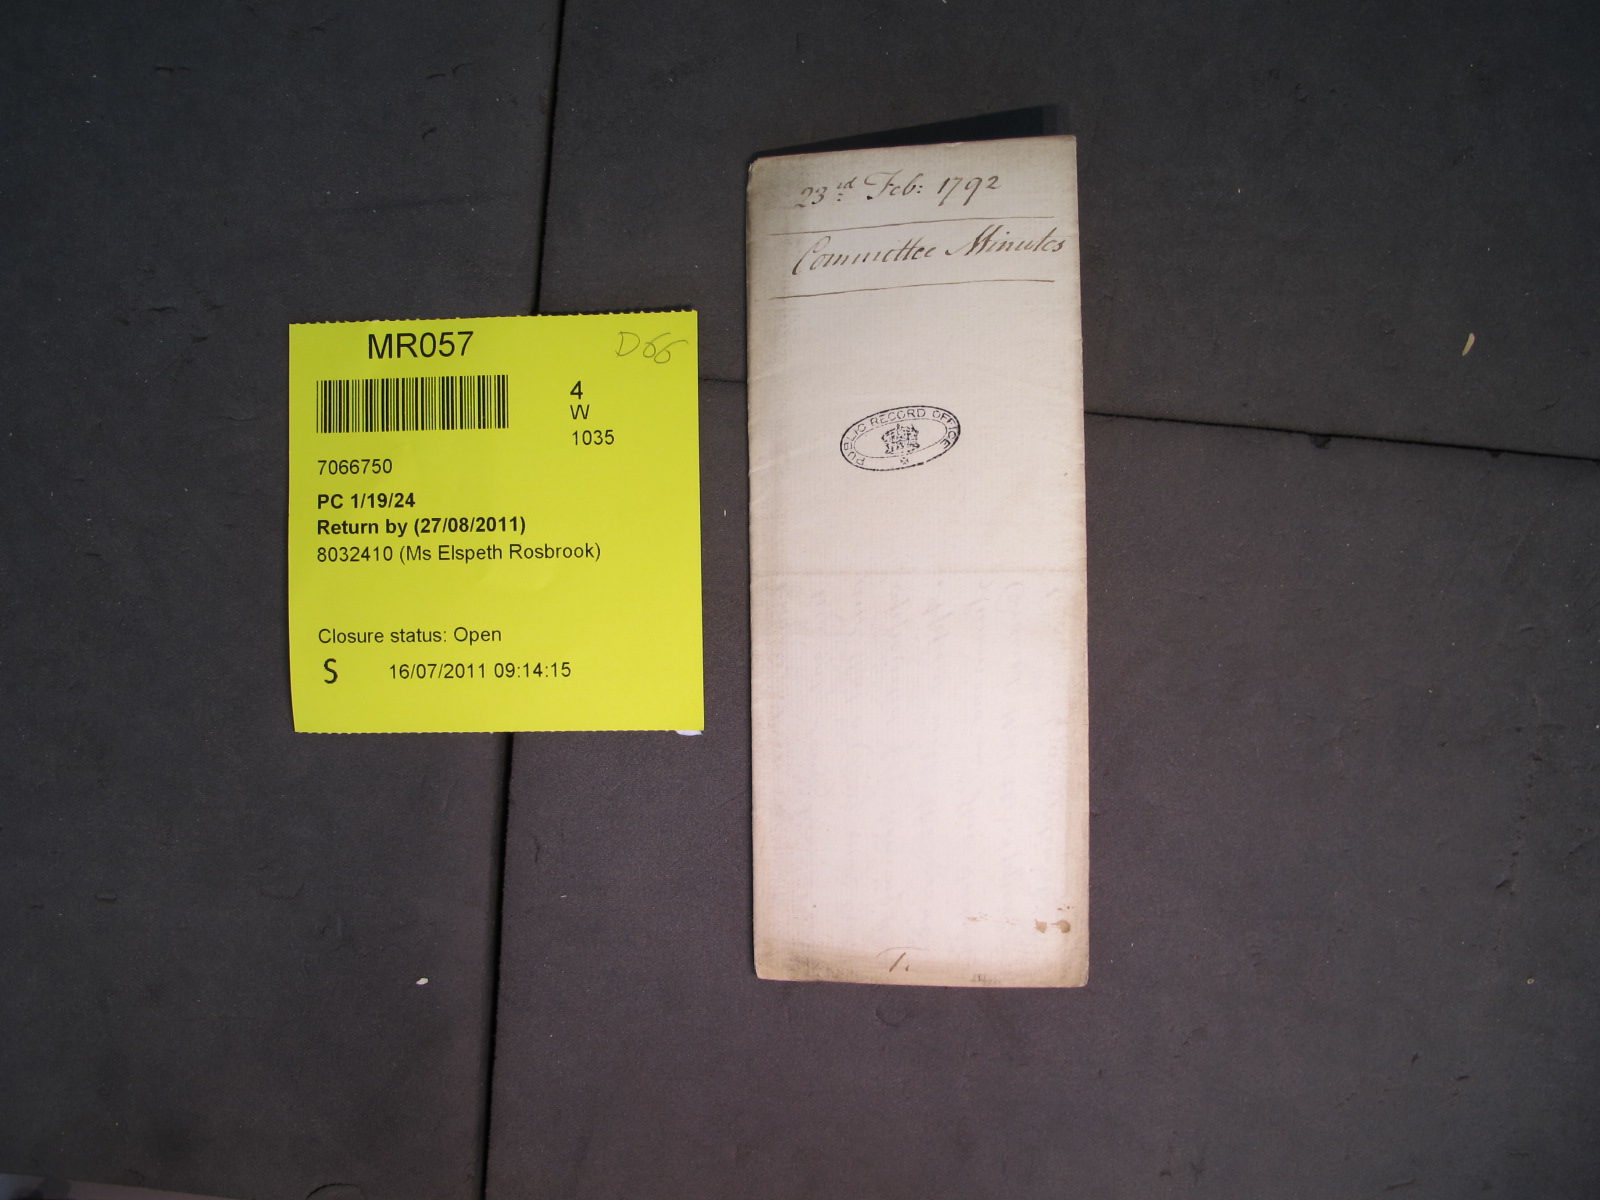 MR057
D66
4
W
1035
7066750
PC 1/19/24
Return by (27/08/2011)
8032410 (Ms Elspeth Rosbrook)
Closure status: Open
S 16/07/2011 09:14:15
23rd Feb: 1792
Committee Minutes
PUBLIC RECORD OFFICE
T.